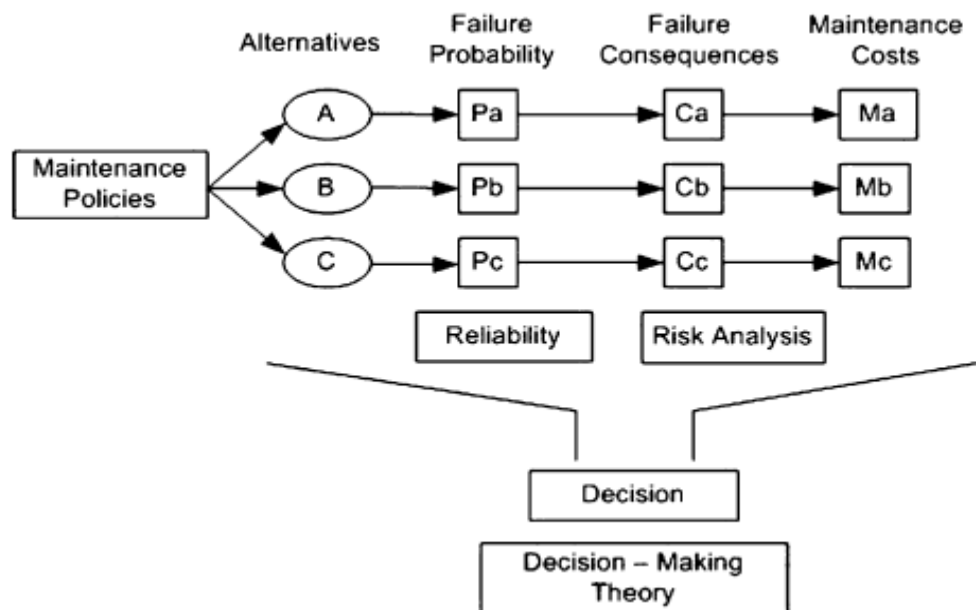 Alternatives
Failure
Probability
Failure
Consequences
Maintenance
Costs
A
Pa
Ca
Ma
Maintenance
Policies
B
Pb
Cb
Mb
C
Pc
Cc
Mc
Reliability
Risk Analysis
Decision
Decision – Making
Theory